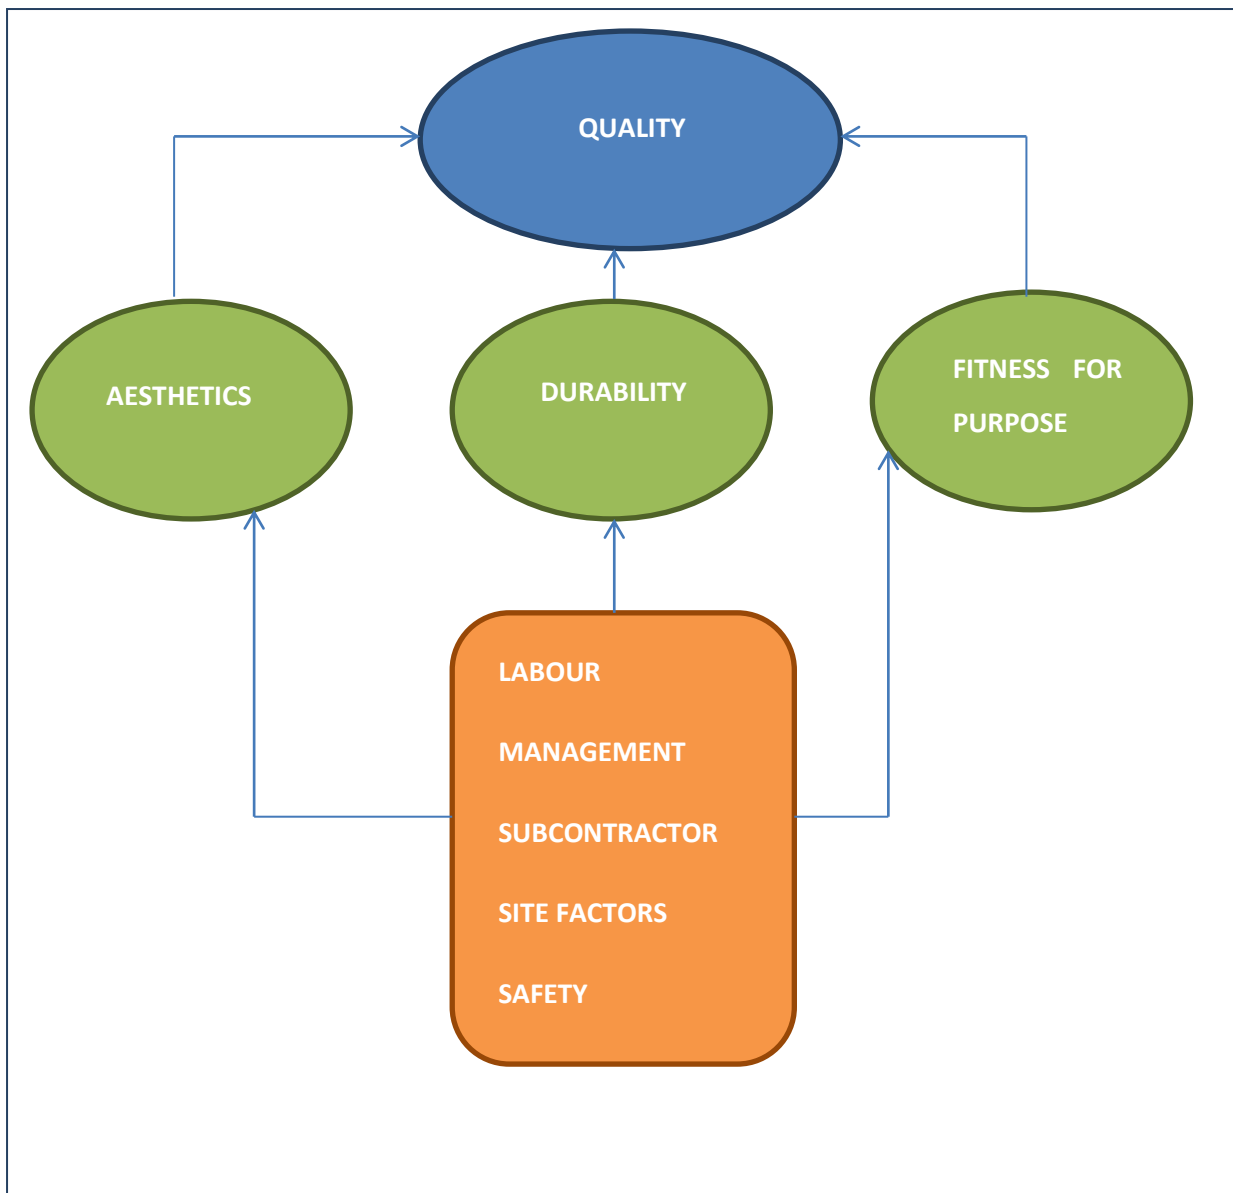 QUALITY
AESTHETICS
DURABILITY
FITNESS FOR
PURPOSE
LABOUR
MANAGEMENT
SUBCONTRACTOR
SITE FACTORS
SAFETY